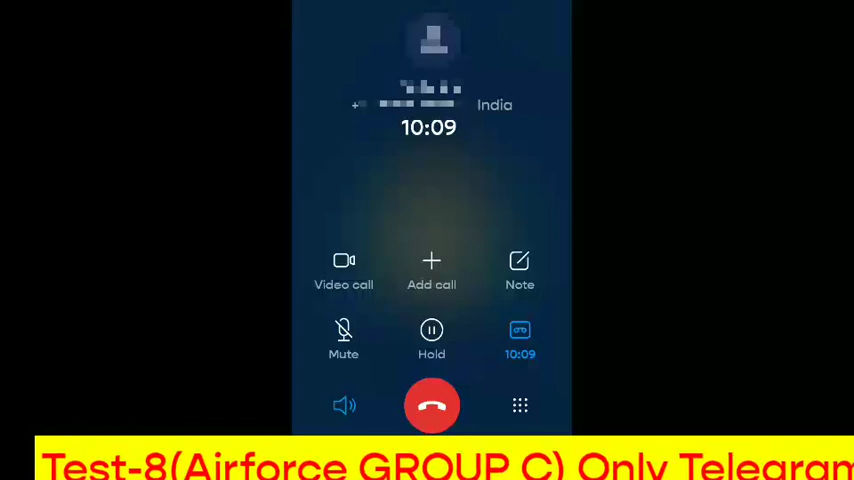 India
10:09
Video call Add call Note
Mute Hold 10:09
Test-8(Airforce GROUP C) Only Telegram